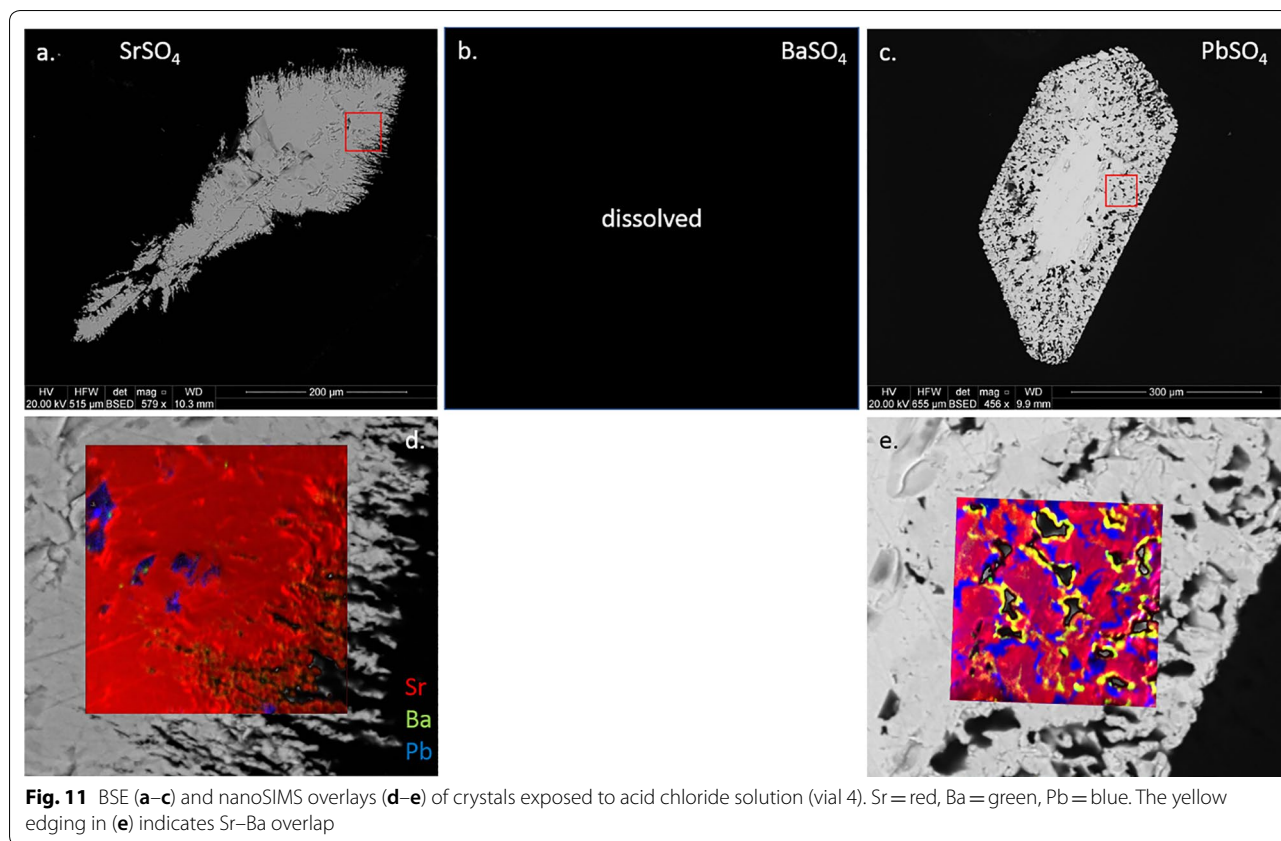 a. SrSO₄
b. BaSO₄
c. PbSO₄
dissolved
HV HFW det mag □ WD
20.00 kV 515 µm BSED 579 x 10.3 mm
200 µm
HV HFW det mag □ WD
20.00 kV 655 µm BSED 456 x 9.9 mm
300 µm
d.
Sr
Ba
Pb
e.
Fig. 11 BSE (a–c) and nanoSIMS overlays (d–e) of crystals exposed to acid chloride solution (vial 4). Sr = red, Ba = green, Pb = blue. The yellow
edging in (e) indicates Sr–Ba overlap